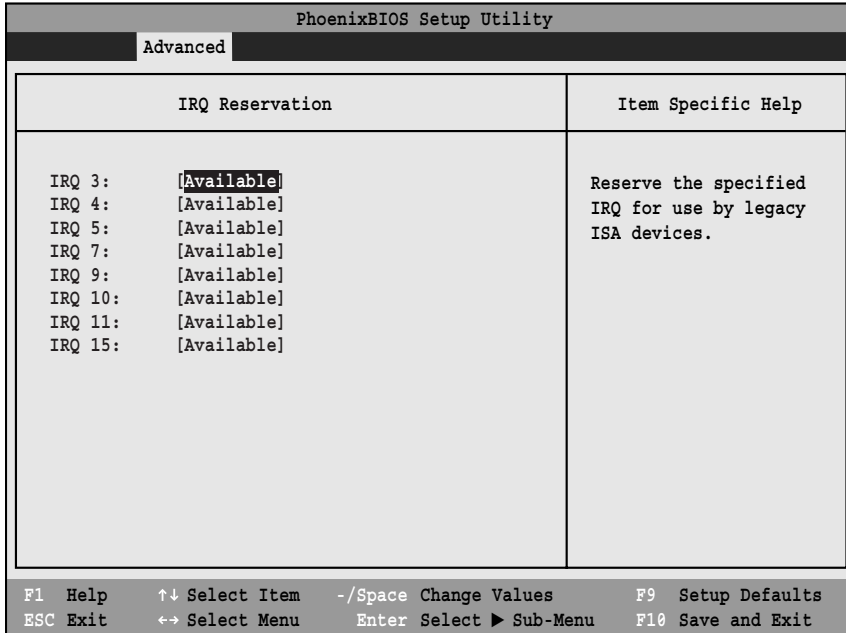 PhoenixBIOS Setup Utility
Advanced
IRQ Reservation
Item Specific Help
IRQ 3: [Available]
IRQ 4: [Available]
IRQ 5: [Available]
IRQ 7: [Available]
IRQ 9: [Available]
IRQ 10: [Available]
IRQ 11: [Available]
IRQ 15: [Available]
Reserve the specified
IRQ for use by legacy
ISA devices.
F1 Help ↑↓ Select Item -/Space Change Values F9 Setup Defaults
ESC Exit ←→ Select Menu Enter Select ▶ Sub-Menu F10 Save and Exit